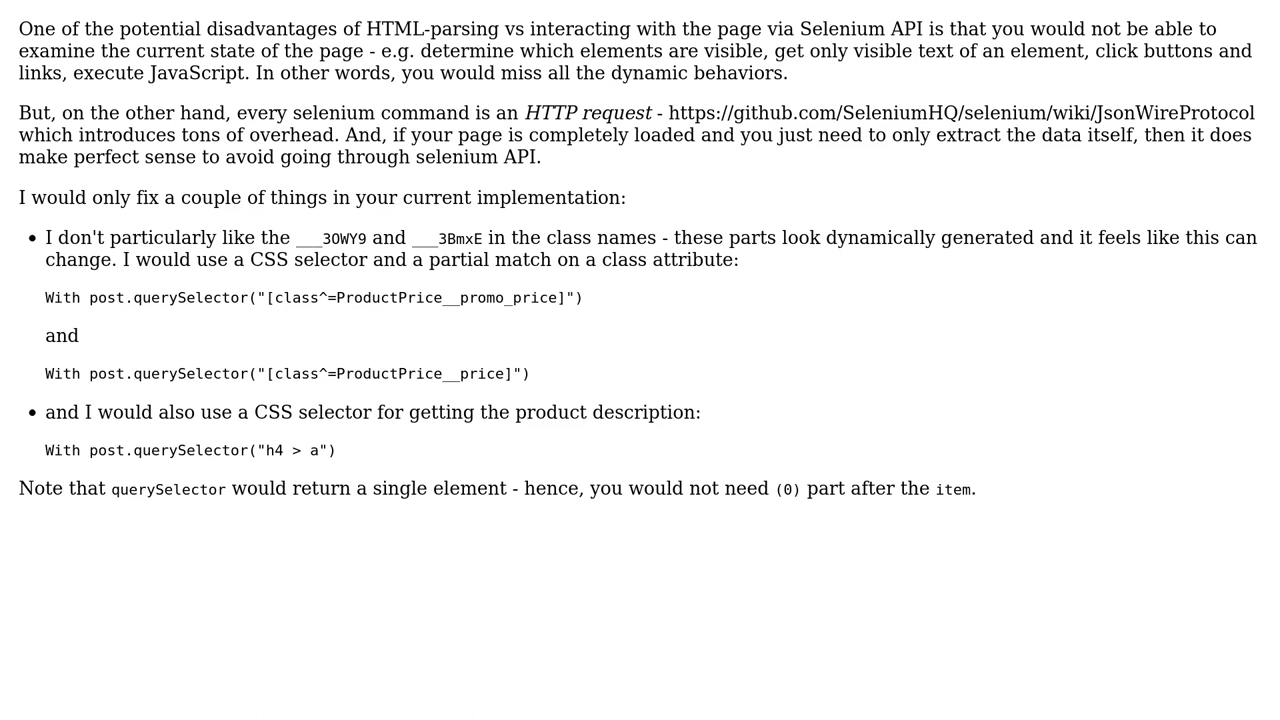 One of the potential disadvantages of HTML-parsing vs interacting with the page via Selenium API is that you would not be able to
examine the current state of the page - e.g. determine which elements are visible, get only visible text of an element, click buttons and
links, execute JavaScript. In other words, you would miss all the dynamic behaviors.
But, on the other hand, every selenium command is an HTTP request - https://github.com/SeleniumHQ/selenium/wiki/JsonWireProtocol
which introduces tons of overhead. And, if your page is completely loaded and you just need to only extract the data itself, then it does
make perfect sense to avoid going through selenium API.
I would only fix a couple of things in your current implementation:
• I don't particularly like the ___3OWY9 and ___3BmxE in the class names - these parts look dynamically generated and it feels like this can
change. I would use a CSS selector and a partial match on a class attribute:
With post.querySelector("[class^=ProductPrice__promo_price]")
and
With post.querySelector("[class^=ProductPrice__price]")
• and I would also use a CSS selector for getting the product description:
With post.querySelector("h4 > a")
Note that querySelector would return a single element - hence, you would not need (0) part after the item.